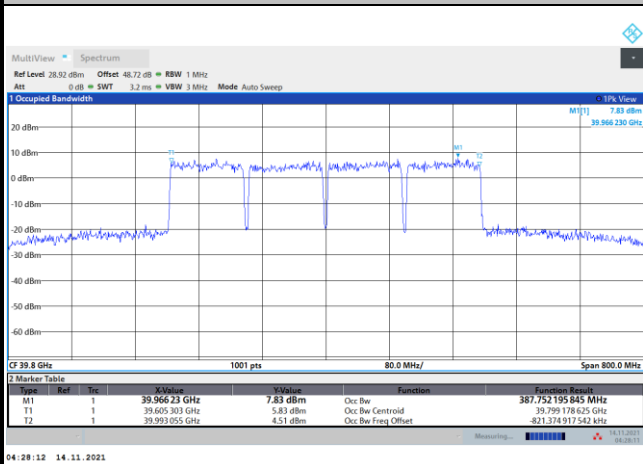 MultiView Spectrum
Ref Level 28.92 dBm Offset 48.72 dB RBW 1 MHz
Att 0 dB SWT 3.2 ms VBW 3 MHz Mode Auto Sweep
1 Occupied Bandwidth 1Pk View
M1[1] 7.83 dBm
39.966 230 GHz
20 dBm
10 dBm
T1 M1 T2
0 dBm
-10 dBm
-20 dBm
-30 dBm
-40 dBm
-50 dBm
-60 dBm
CF 39.8 GHz 1001 pts 80.0 MHz/ Span 800.0 MHz
2 Marker Table
Type Ref Trc X-Value Y-Value Function Function Result
M1 1 39.966 23 GHz 7.83 dBm Occ Bw 387.752 195 845 MHz
T1 1 39.605 303 GHz 5.83 dBm Occ Bw Centroid 39.799 178 625 GHz
T2 1 39.993 055 GHz 4.51 dBm Occ Bw Freq Offset -821.374 917 542 kHz
Measuring... 14.11.2021
04:28:11
04:28:12 14.11.2021